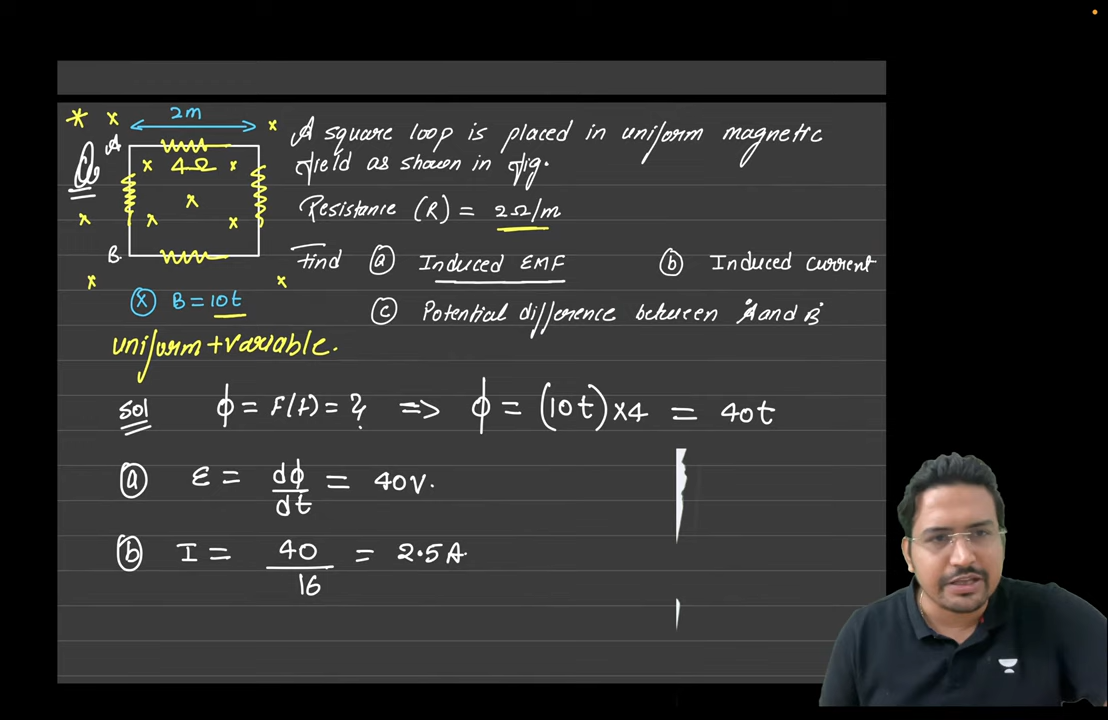 2m
A
A square loop is placed in uniform magnetic
4Ω
field as shown in fig.
Resistance (R) = 2Ω/m
B
Find (a) Induced EMF (b) Induced current
(x) B = 10t
(c) Potential difference between A and B
uniform + variable.
Sol ϕ = F(t) = ? => ϕ = (10t) x 4 = 40t
(a) ε = dϕ/dt = 40V.
(b) I = 40/16 = 2.5A.